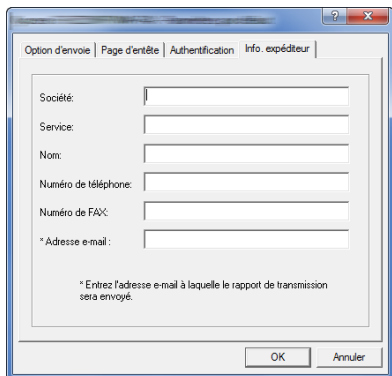 Option d'envoie Page d'entête Authentification Info. expéditeur
Société:
Service:
Nom:
Numéro de téléphone:
Numéro de FAX:
* Adresse e-mail :
* Entrez l'adresse e-mail à laquelle le rapport de transmission
sera envoyé.
OK Annuler